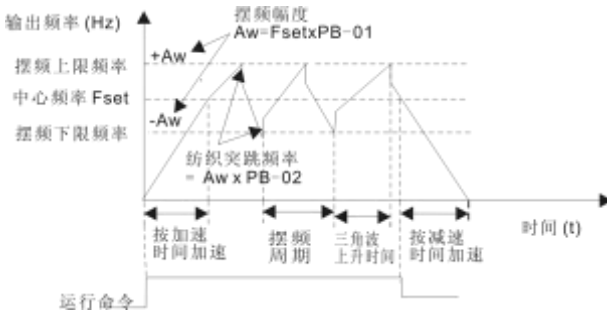 输出频率 (Hz)
摆频幅度
Aw=FsetxPB-01
+Aw
摆频上限频率
中心频率 Fset
-Aw
摆频下限频率
纺织突跳频率
= Aw x PB-02
时间 (t)
按加速
时间加速
摆频
周期
三角波
上升时间
按减速
时间加速
运行命令